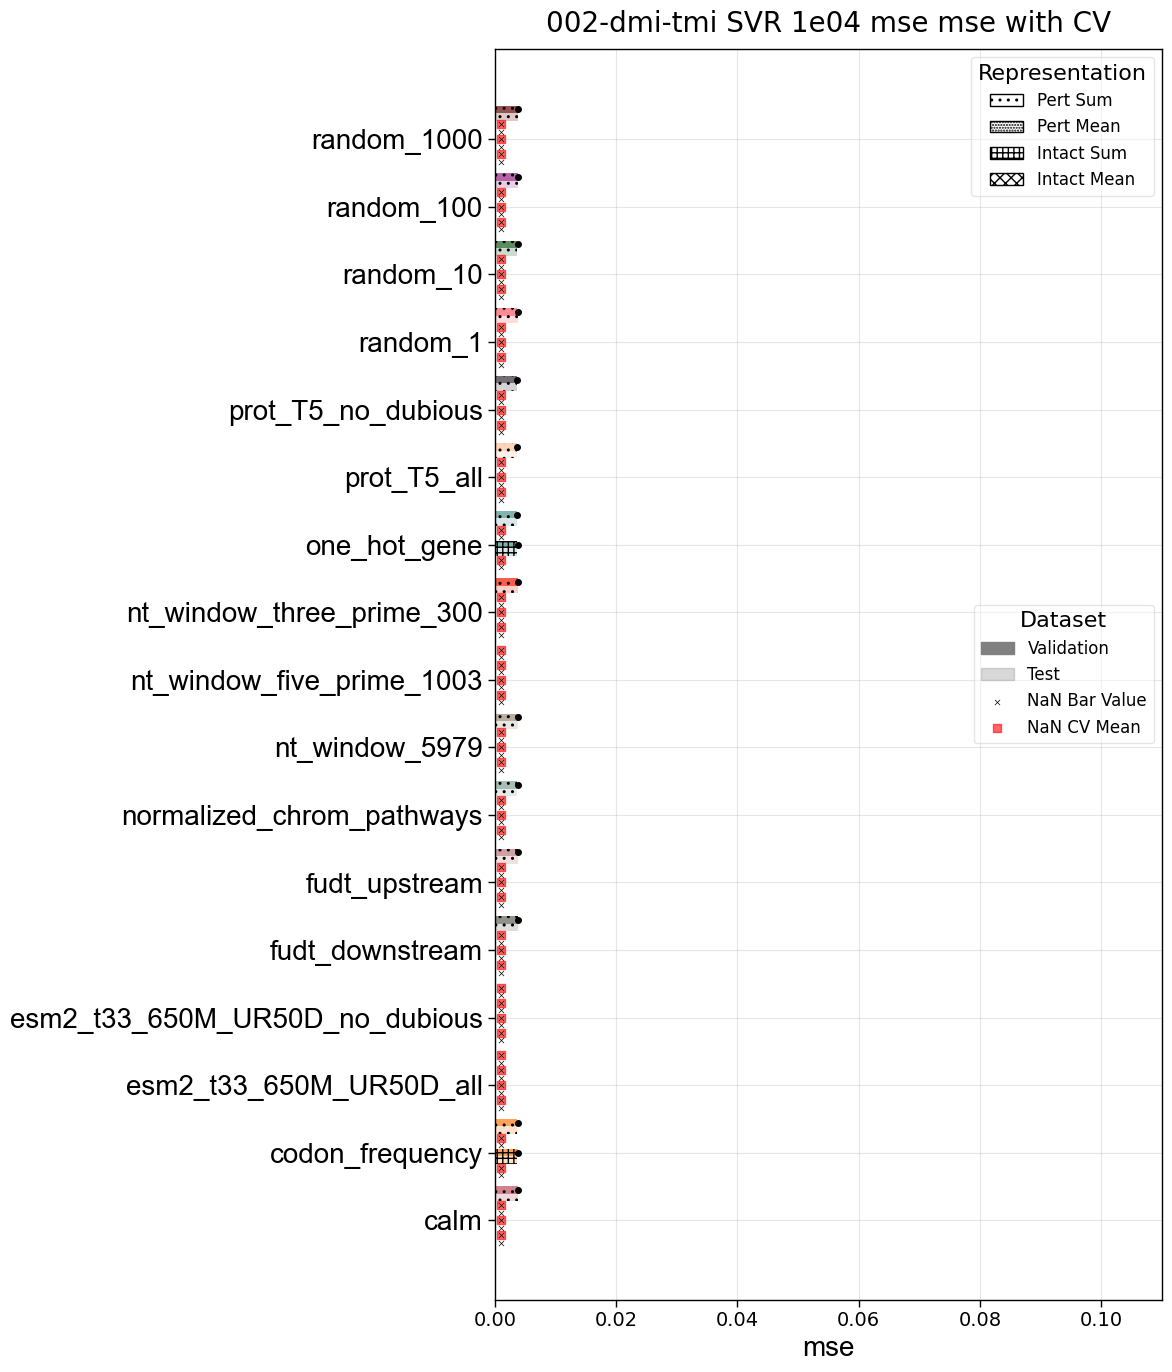 002-dmi-tmi SVR 1e04 mse mse with CV
Representation
Pert Sum
Pert Mean
Intact Sum
Intact Mean
random_1000
random_100
random_10
random_1
prot_T5_no_dubious
prot_T5_all
one_hot_gene
nt_window_three_prime_300
nt_window_five_prime_1003
nt_window_5979
normalized_chrom_pathways
fudt_upstream
fudt_downstream
esm2_t33_650M_UR50D_no_dubious
esm2_t33_650M_UR50D_all
codon_frequency
calm
Dataset
Validation
Test
NaN Bar Value
NaN CV Mean
0.00 0.02 0.04 0.06 0.08 0.10
mse